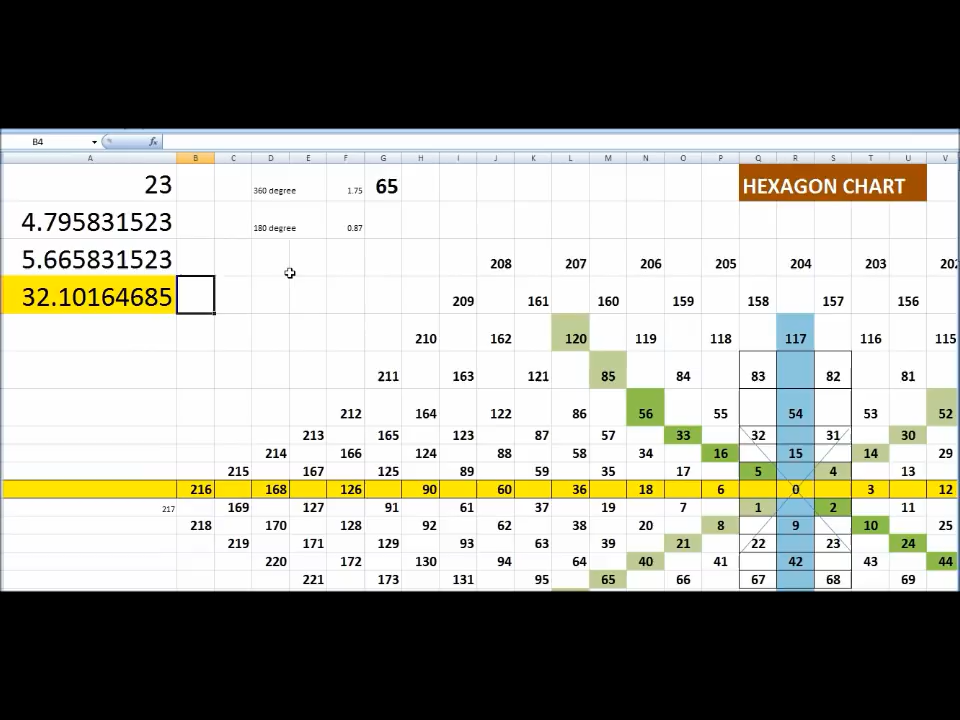 B4 fx
A B C D E F G H I J K L M N O P Q R S T U V
23 360 degree 1.75 65 HEXAGON CHART
4.795831523 180 degree 0.87
5.665831523 208 207 206 205 204 203 202
32.10164685 209 161 160 159 158 157 156
210 162 120 119 118 117 116 115
211 163 121 85 84 83 82 81
212 164 122 86 56 55 54 53 52
213 165 123 87 57 33 32 31 30
214 166 124 88 58 34 16 15 14 29
215 167 125 89 59 35 17 5 4 13
216 168 126 90 60 36 18 6 0 3 12
217 169 127 91 61 37 19 7 1 2 11
218 170 128 92 62 38 20 8 9 10 25
219 171 129 93 63 39 21 22 23 24
220 172 130 94 64 40 41 42 43 44
221 173 131 95 65 66 67 68 69